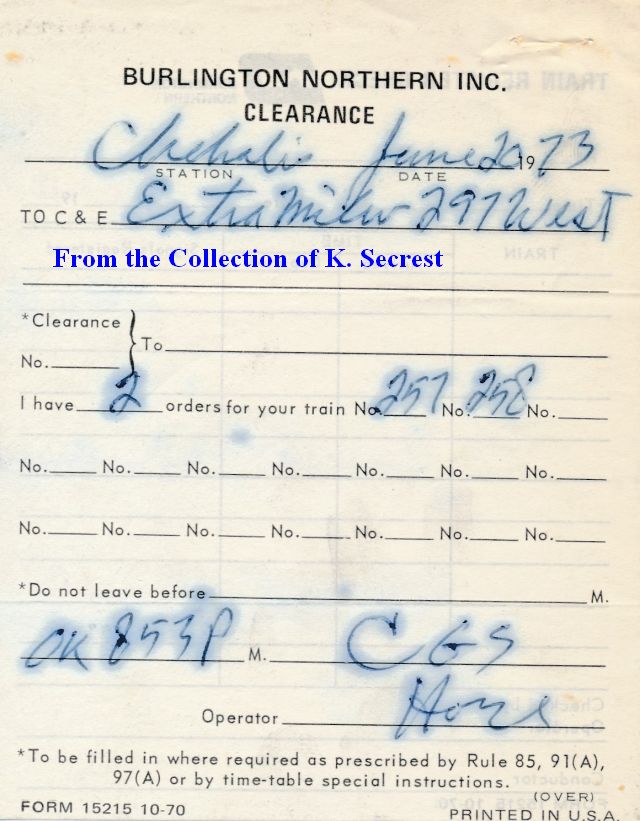 BURLINGTON NORTHERN INC.
CLEARANCE
Chehalis June 20 1973
STATION DATE
TO C & E Extra Milw 297 West
From the Collection of K. Secrest
*Clearance
No. To
I have 2 orders for your train No. 257 No. 258 No.
No. No. No. No. No. No. No.
No. No. No. No. No. No. No.
*Do not leave before M.
OK 853 P M. CGS
Operator
*To be filled in where required as prescribed by Rule 85, 91(A),
97(A) or by time-table special instructions.
(OVER)
FORM 15215 10-70 PRINTED IN U.S.A.